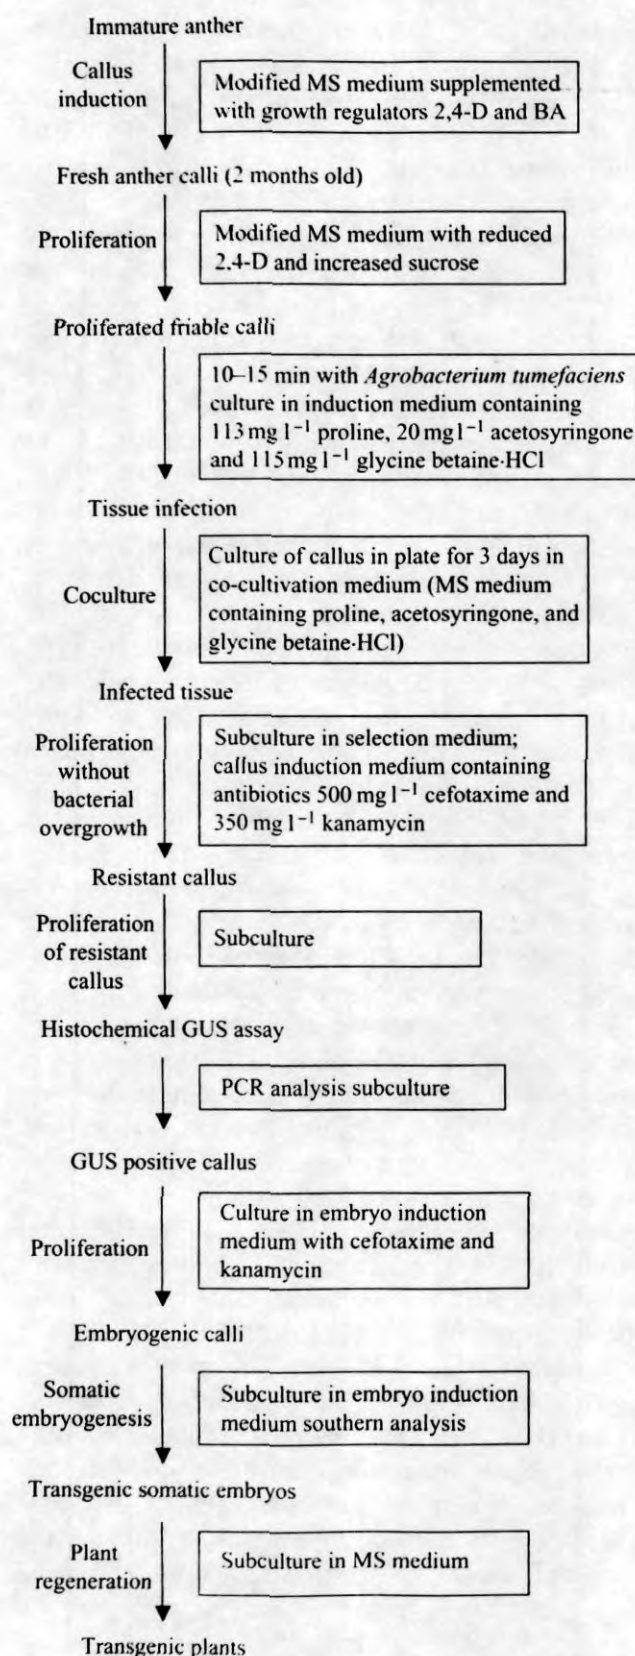 Immature anther
Callus
induction
Modified MS medium supplemented
with growth regulators 2,4-D and BA
Fresh anther calli (2 months old)
Proliferation
Modified MS medium with reduced
2,4-D and increased sucrose
Proliferated friable calli
10–15 min with Agrobacterium tumefaciens
culture in induction medium containing
113 mg l⁻¹ proline, 20 mg l⁻¹ acetosyringone
and 115 mg l⁻¹ glycine betaine·HCl
Tissue infection
Coculture
Culture of callus in plate for 3 days in
co-cultivation medium (MS medium
containing proline, acetosyringone, and
glycine betaine·HCl)
Infected tissue
Proliferation
without
bacterial
overgrowth
Subculture in selection medium;
callus induction medium containing
antibiotics 500 mg l⁻¹ cefotaxime and
350 mg l⁻¹ kanamycin
Resistant callus
Proliferation
of resistant
callus
Subculture
Histochemical GUS assay
PCR analysis subculture
GUS positive callus
Proliferation
Culture in embryo induction
medium with cefotaxime and
kanamycin
Embryogenic calli
Somatic
embryogenesis
Subculture in embryo induction
medium southern analysis
Transgenic somatic embryos
Plant
regeneration
Subculture in MS medium
Transgenic plants